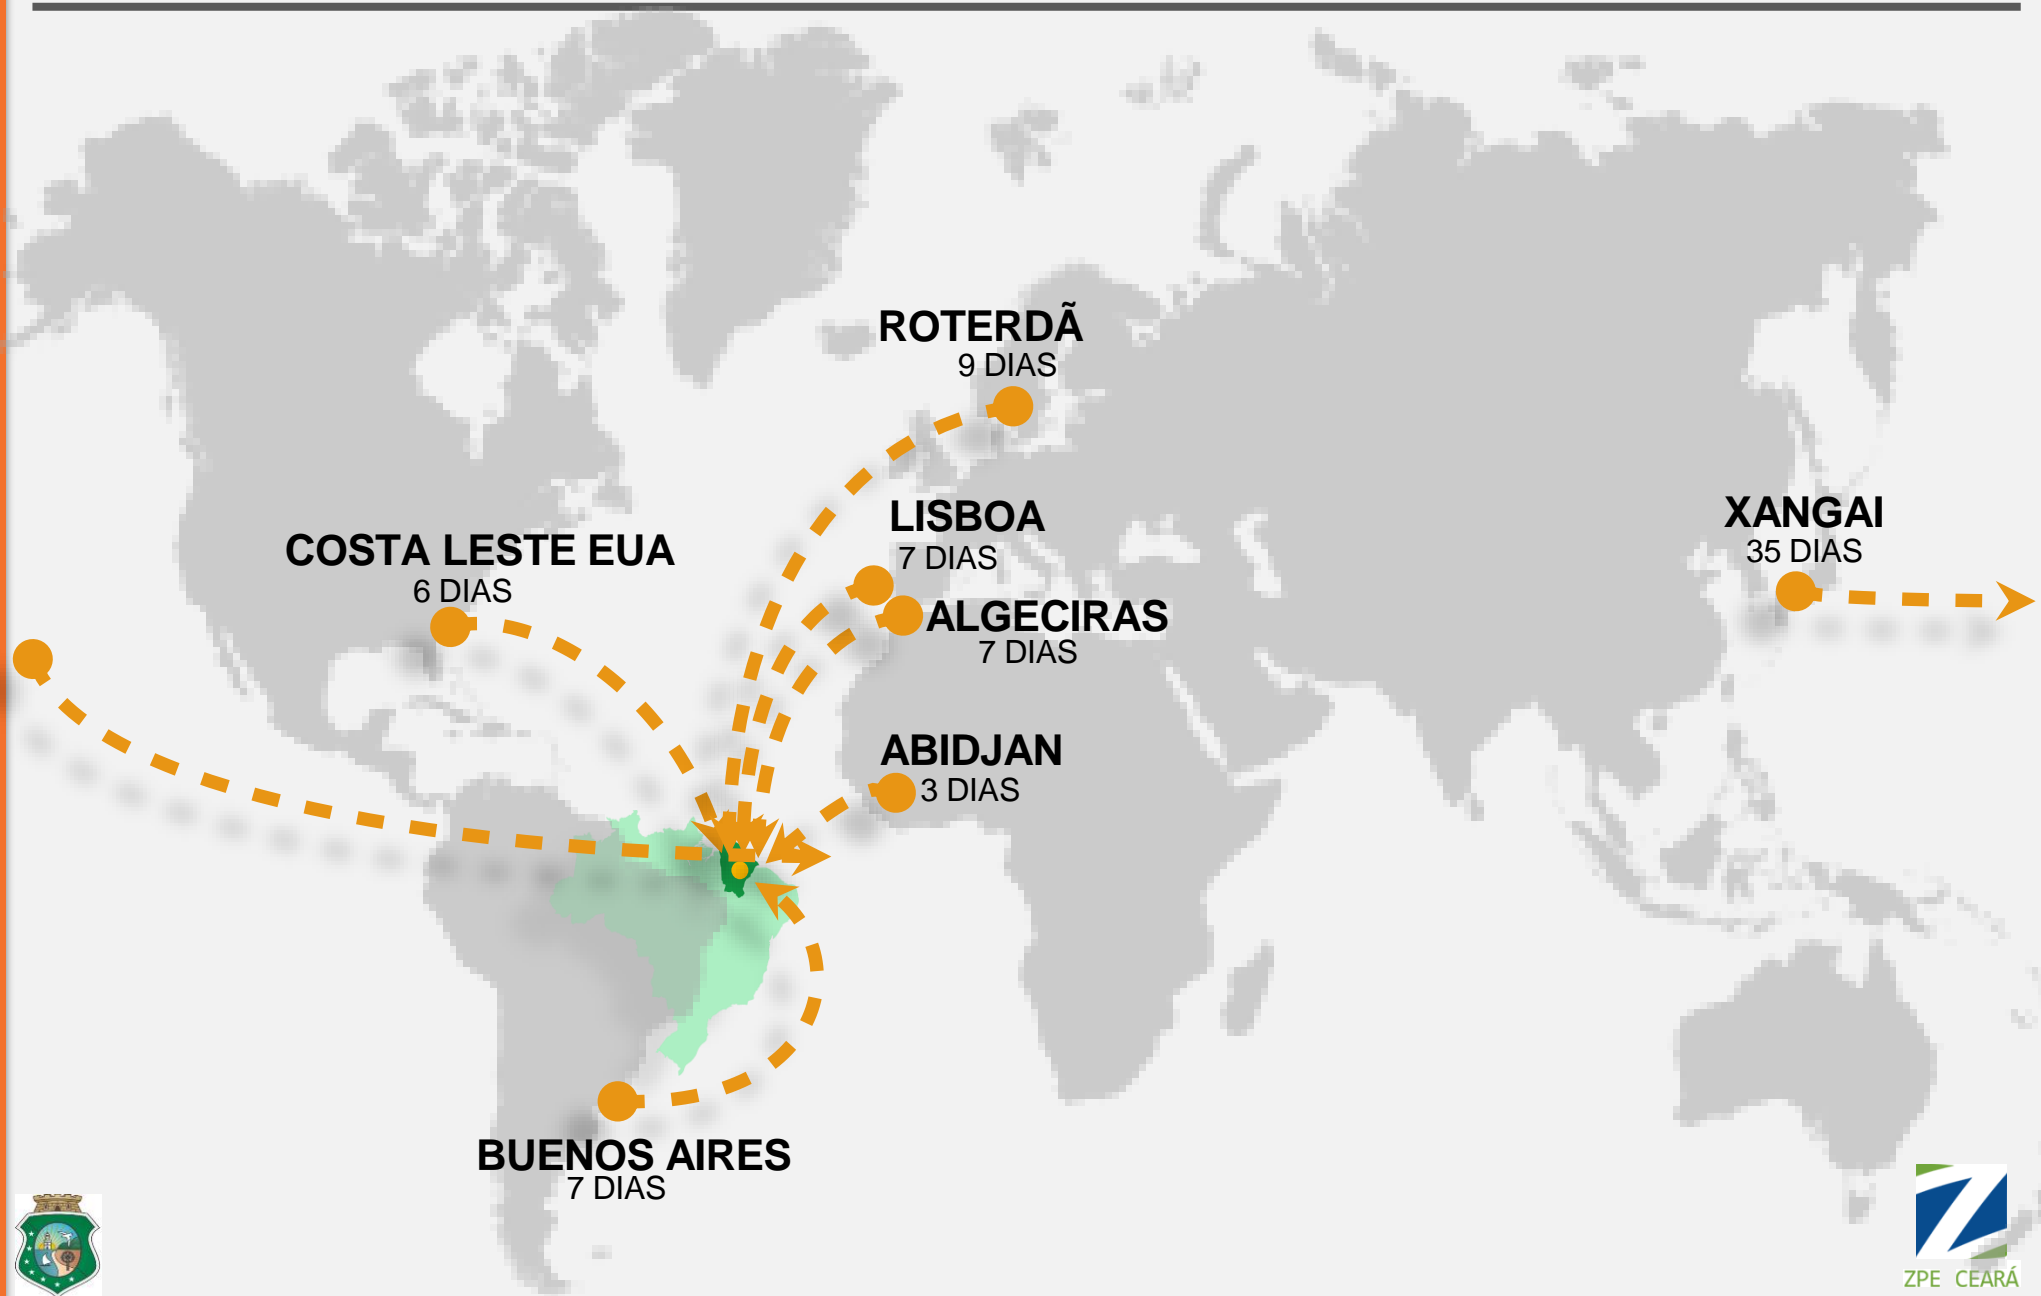 ROTERDÃ
9 DIAS
LISBOA
7 DIAS
XANGAI
35 DIAS
COSTA LESTE EUA
6 DIAS
ALGECIRAS
7 DIAS
ABIDJAN
3 DIAS
BUENOS AIRES
7 DIAS
ZPE CEARÁ